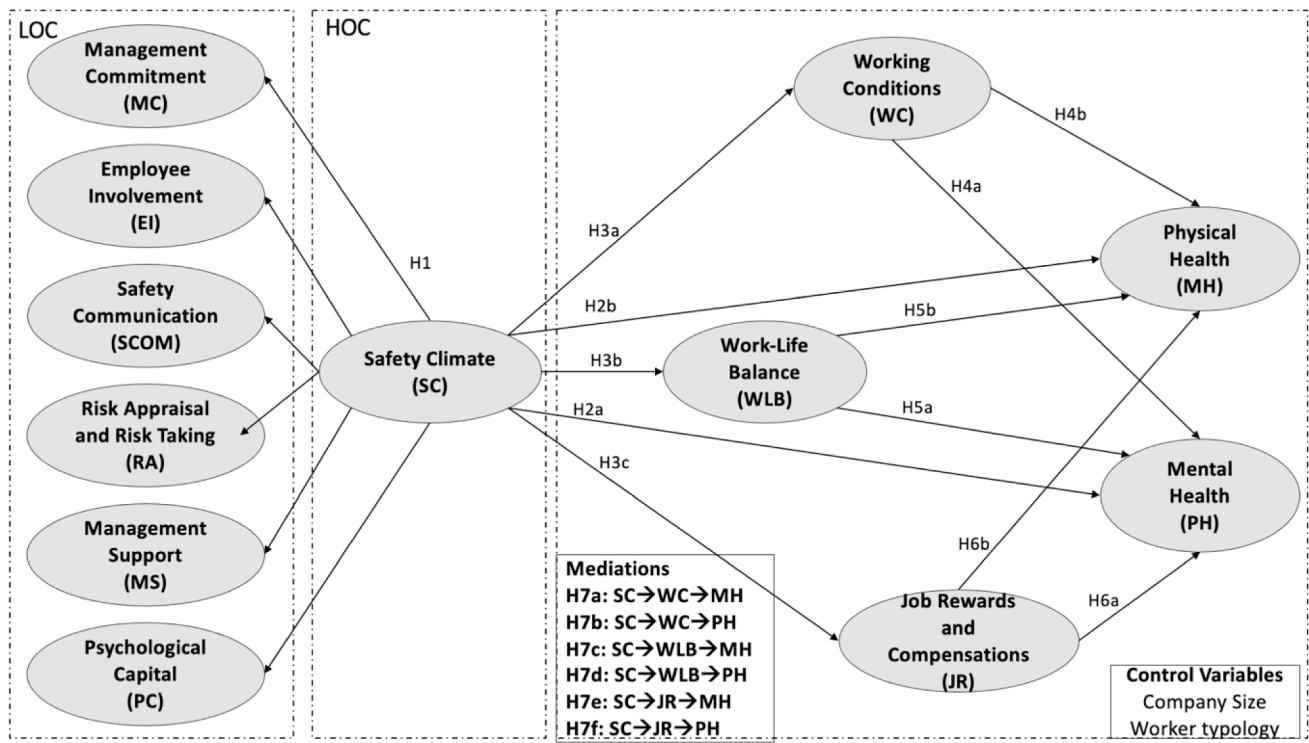 LOC
Management
Commitment
(MC)
Employee
Involvement
(EI)
Safety
Communication
(SCOM)
Risk Appraisal
and Risk Taking
(RA)
Management
Support
(MS)
Psychological
Capital
(PC)
HOC
H1
Safety Climate
(SC)
H3a
H2b
H3b
H2a
H3c
Working
Conditions
(WC)
H4b
H4a
Work-Life
Balance
(WLB)
H5b
H5a
Physical
Health
(MH)
Mental
Health
(PH)
H6b
H6a
Job Rewards
and
Compensations
(JR)
Mediations
H7a: SC→WC→MH
H7b: SC→WC→PH
H7c: SC→WLB→MH
H7d: SC→WLB→PH
H7e: SC→JR→MH
H7f: SC→JR→PH
Control Variables
Company Size
Worker typology